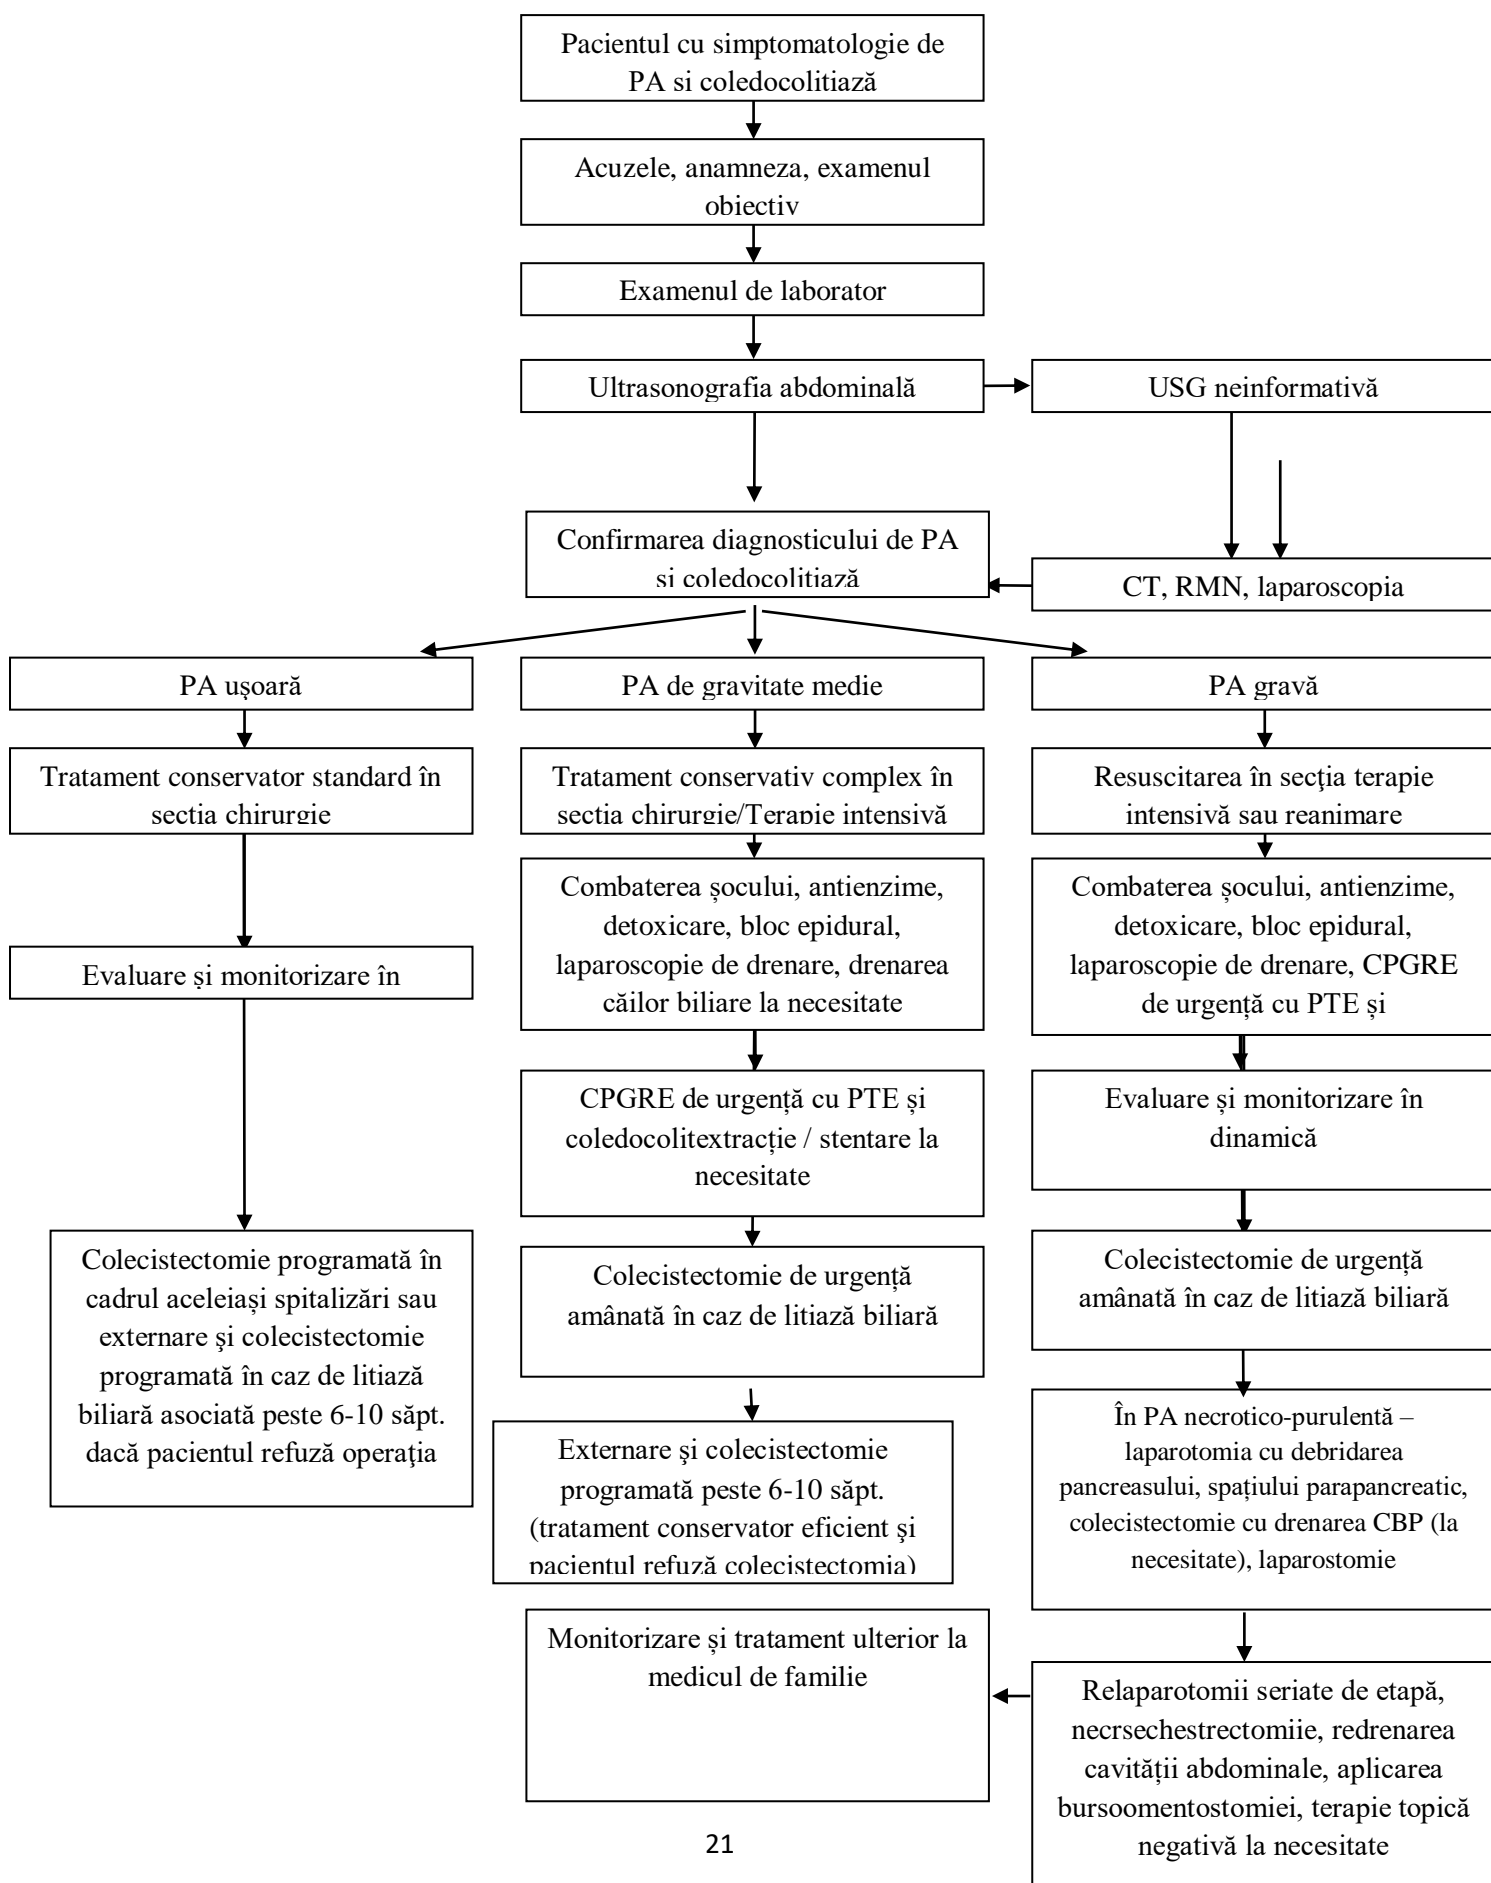 Pacientul cu simptomatologie de
PA si coledocolitiază
Acuzele, anamneza, examenul
obiectiv
Examenul de laborator
Ultrasonografia abdominală
USG neinformativă
Confirmarea diagnosticului de PA
si coledocolitiază
CT, RMN, laparoscopia
PA ușoară
PA de gravitate medie
PA gravă
Tratament conservator standard în
secția chirurgie
Tratament conservativ complex în
secția chirurgie/Terapie intensivă
Resuscitarea în secţia terapie
intensivă sau reanimare
Evaluare și monitorizare în
Combaterea șocului, antienzime,
detoxicare, bloc epidural,
laparoscopie de drenare, drenarea
căilor biliare la necesitate
Combaterea șocului, antienzime,
detoxicare, bloc epidural,
laparoscopie de drenare, CPGRE
de urgență cu PTE și
CPGRE de urgență cu PTE și
coledocolitextracție / stentare la
necesitate
Evaluare și monitorizare în
dinamică
Colecistectomie programată în
cadrul aceleiași spitalizări sau
externare şi colecistectomie
programată în caz de litiază
biliară asociată peste 6-10 săpt.
dacă pacientul refuză operaţia
Colecistectomie de urgență
amânată în caz de litiază biliară
Colecistectomie de urgență
amânată în caz de litiază biliară
Externare şi colecistectomie
programată peste 6-10 săpt.
(tratament conservator eficient şi
pacientul refuză colecistectomia)
În PA necrotico-purulentă –
laparotomia cu debridarea
pancreasului, spațiului parapancreatic,
colecistectomie cu drenarea CBP (la
necesitate), laparostomie
Monitorizare și tratament ulterior la
medicul de familie
Relaparotomii seriate de etapă,
necrsechestrectomiie, redrenarea
cavității abdominale, aplicarea
bursoomentostomiei, terapie topică
negativă la necesitate
21